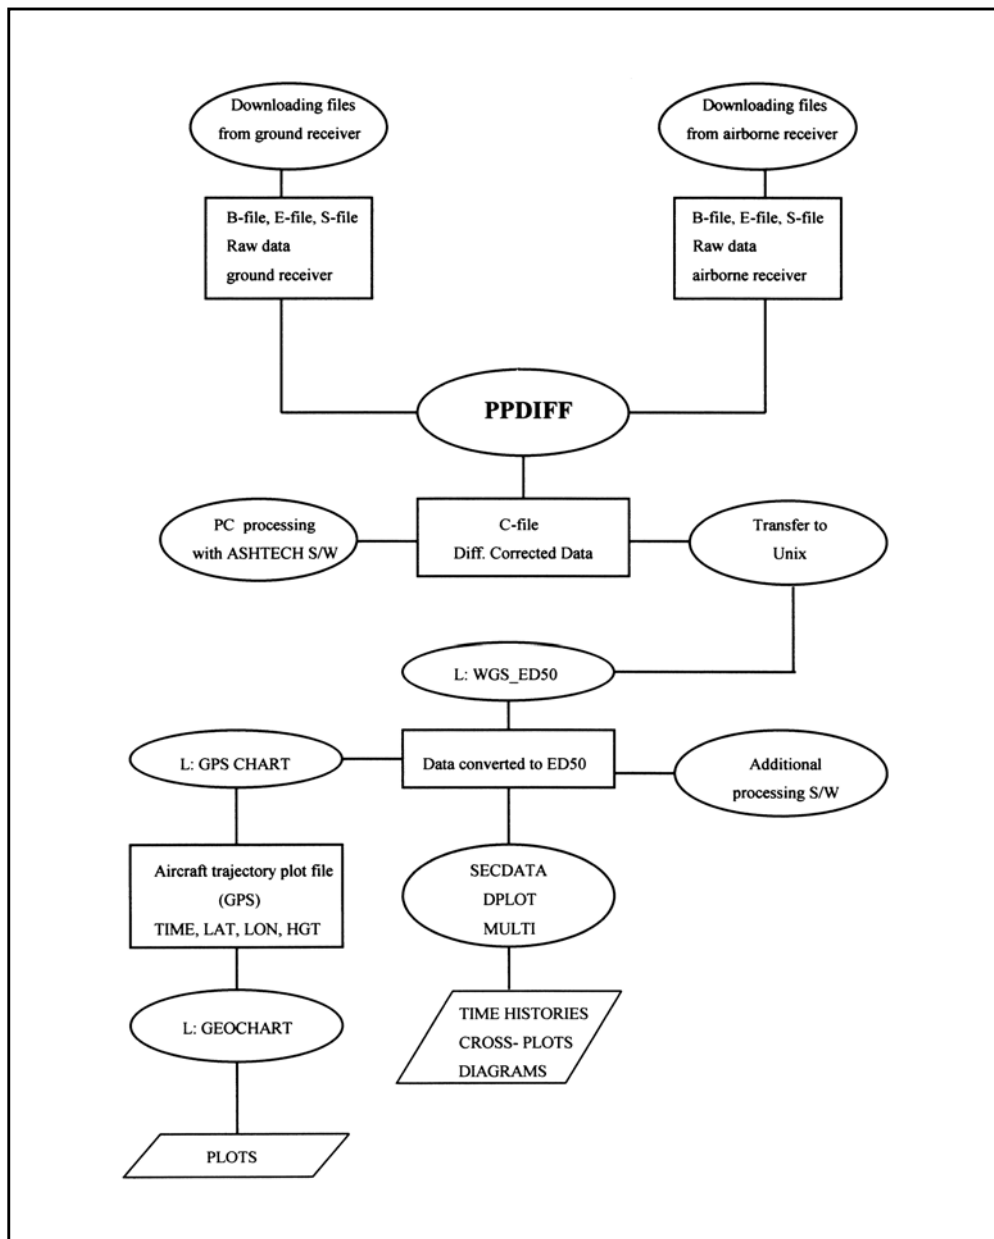 Downloading files
from ground receiver
Downloading files
from airborne receiver
B-file, E-file, S-file
Raw data
ground receiver
B-file, E-file, S-file
Raw data
airborne receiver
PPDIFF
PC processing
with ASHTECH S/W
C-file
Diff. Corrected Data
Transfer to
Unix
L: WGS_ED50
L: GPS CHART
Data converted to ED50
Additional
processing S/W
Aircraft trajectory plot file
(GPS)
TIME, LAT, LON, HGT
SECDATA
DPLOT
MULTI
L: GEOCHART
TIME HISTORIES
CROSS- PLOTS
DIAGRAMS
PLOTS